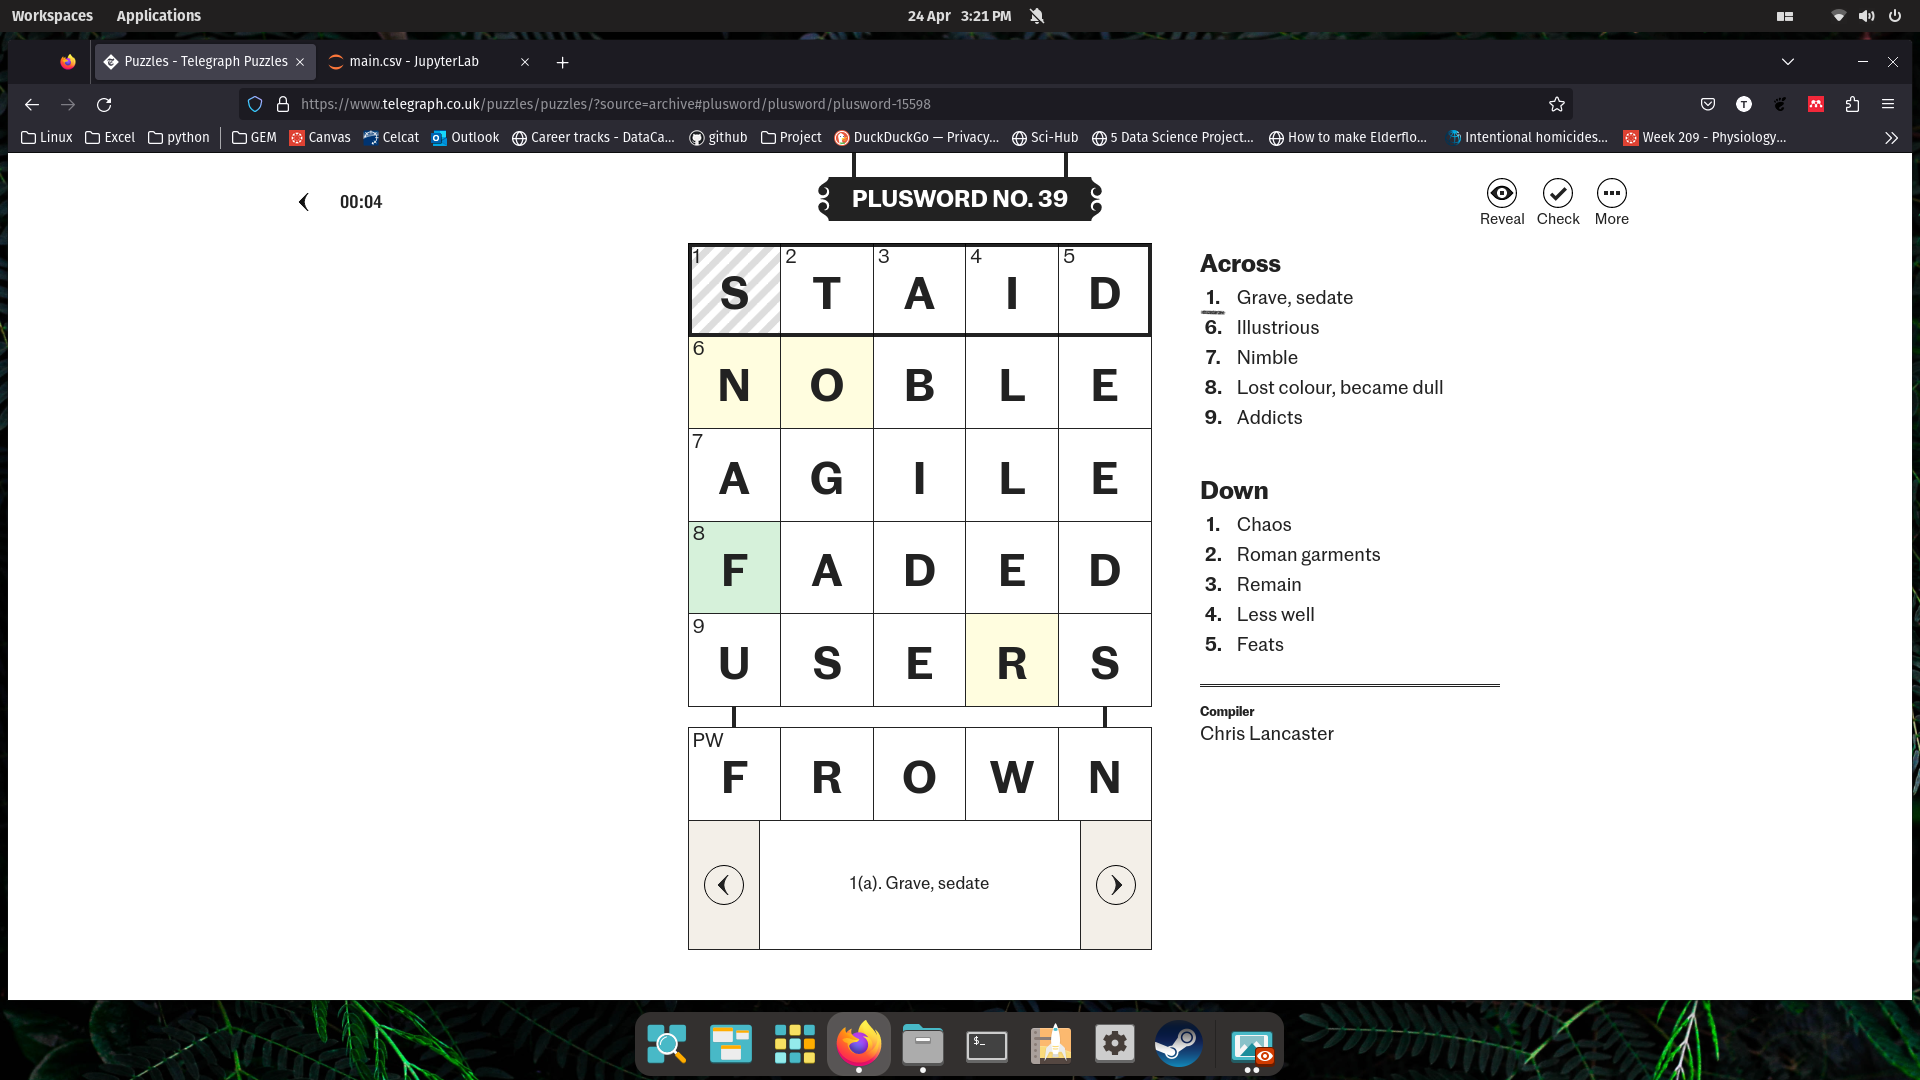 Workspaces Applications 24 Apr 3:21 PM
Puzzles - Telegraph Puzzles main.csv - JupyterLab
https://www.telegraph.co.uk/puzzles/puzzles/?source=archive#plusword/plusword/plusword-15598
Linux Excel python GEM Canvas Celcat Outlook Career tracks - DataCa... github Project DuckDuckGo — Privacy... Sci-Hub 5 Data Science Project... How to make Elderflo... Intentional homicides... Week 209 - Physiology...
00:04
PLUSWORD NO. 39
Reveal Check More
1 S 2 T 3 A 4 I 5 D
6 N O B L E
7 A G I L E
8 F A D E D
9 U S E R S
PW F R O W N
1(a). Grave, sedate
Across
1. Grave, sedate
6. Illustrious
7. Nimble
8. Lost colour, became dull
9. Addicts
Down
1. Chaos
2. Roman garments
3. Remain
4. Less well
5. Feats
Compiler
Chris Lancaster